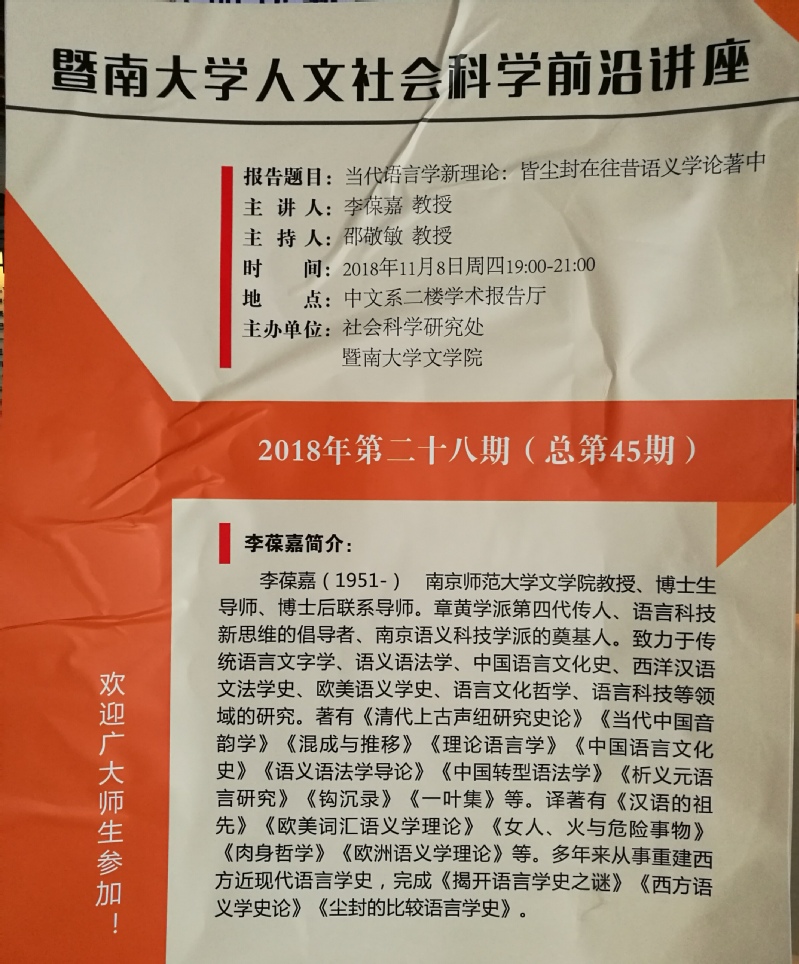 暨南大学人文社会科学前沿讲座
报告题目：当代语言学新理论：皆尘封在往昔语义学论著中
主 讲 人：李葆嘉 教授
主 持 人：邵敬敏 教授
时　　间：2018年11月8日周四19:00-21:00
地　　点：中文系二楼学术报告厅
主办单位：社会科学研究处
暨南大学文学院
2018年第二十八期（总第45期）
李葆嘉简介：
李葆嘉（1951-） 南京师范大学文学院教授、博士生
导师、博士后联系导师。章黄学派第四代传人、语言科技
新思维的倡导者、南京语义科技学派的奠基人。致力于传
统语言文字学、语义语法学、中国语言文化史、西洋汉语
文法学史、欧美语义学史、语言文化哲学、语言科技等领
域的研究。著有《清代上古声纽研究史论》《当代中国音
韵学》《混成与推移》《理论语言学》《中国语言文化
史》《语义语法学导论》《中国转型语法学》《析义元语
言研究》《钩沉录》《一叶集》等。译著有《汉语的祖
先》《欧美词汇语义学理论》《女人、火与危险事物》
《肉身哲学》《欧洲语义学理论》等。多年来从事重建西
方近现代语言学史，完成《揭开语言学史之谜》《西方语
义学史论》《尘封的比较语言学史》。
欢迎广大师生参加！